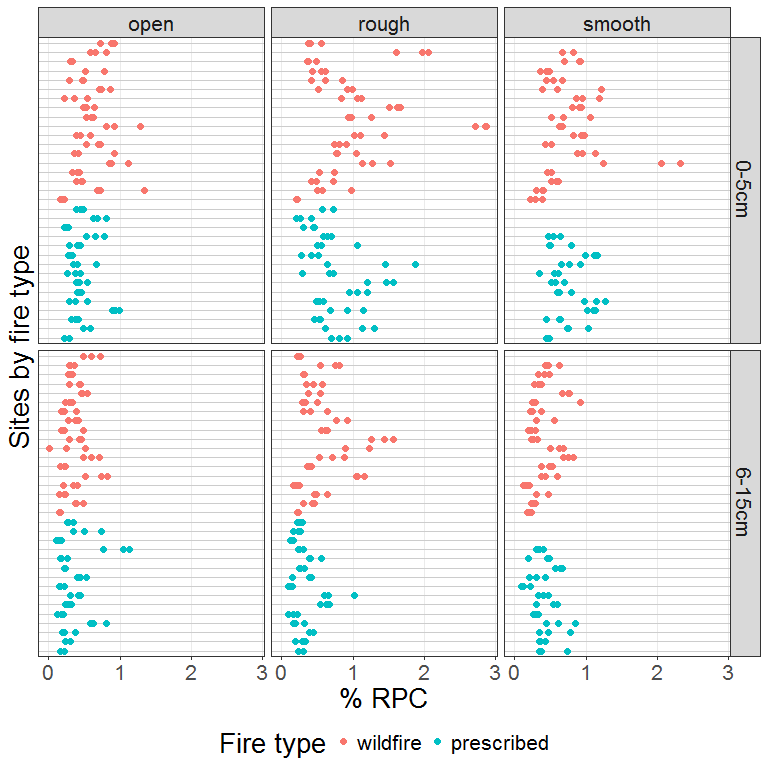 open rough smooth
0-5cm
6-15cm
Sites by fire type
0 1 2 3 0 1 2 3 0 1 2 3
% RPC
Fire type wildfire prescribed